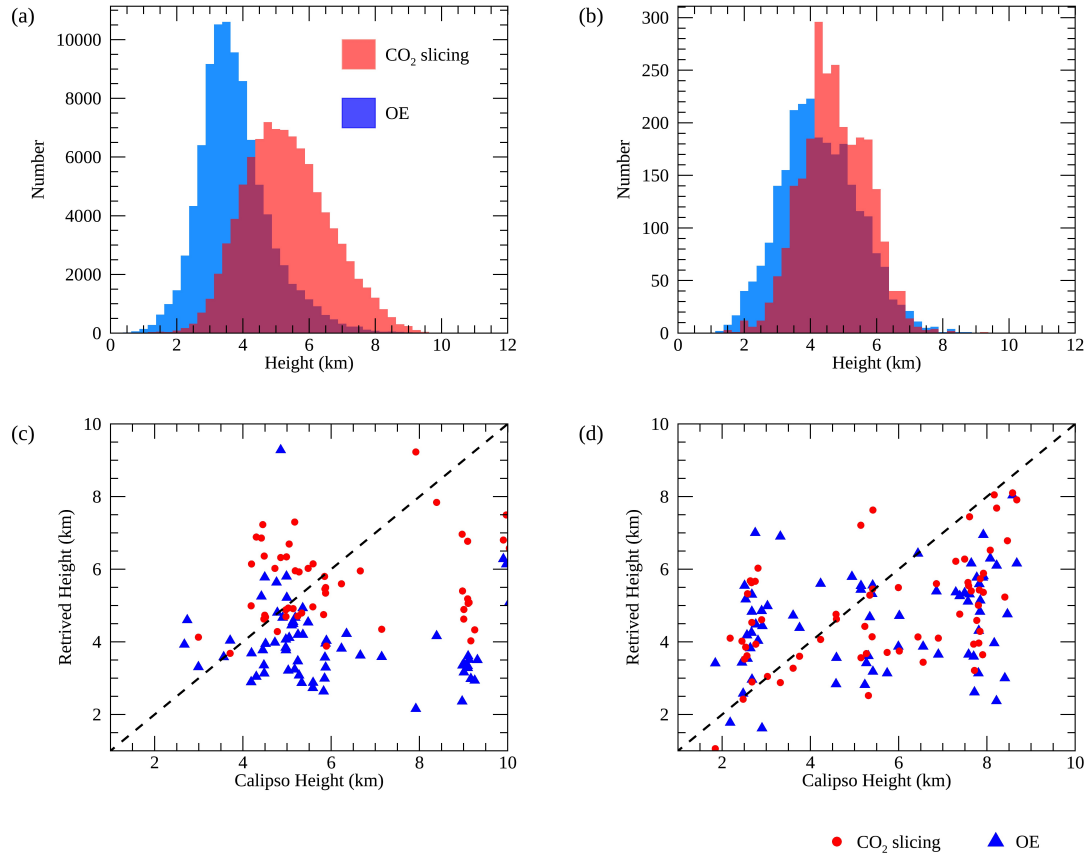 (a)
10000
8000
6000
4000
2000
0
Number
0 2 4 6 8 10 12
Height (km)
CO2 slicing
OE
(b)
300
250
200
150
100
50
0
Number
0 2 4 6 8 10 12
Height (km)
(c)
10
8
6
4
2
Retrived Height (km)
2 4 6 8 10
Calipso Height (km)
(d)
10
8
6
4
2
Retrived Height (km)
2 4 6 8 10
Calipso Height (km)
CO2 slicing OE